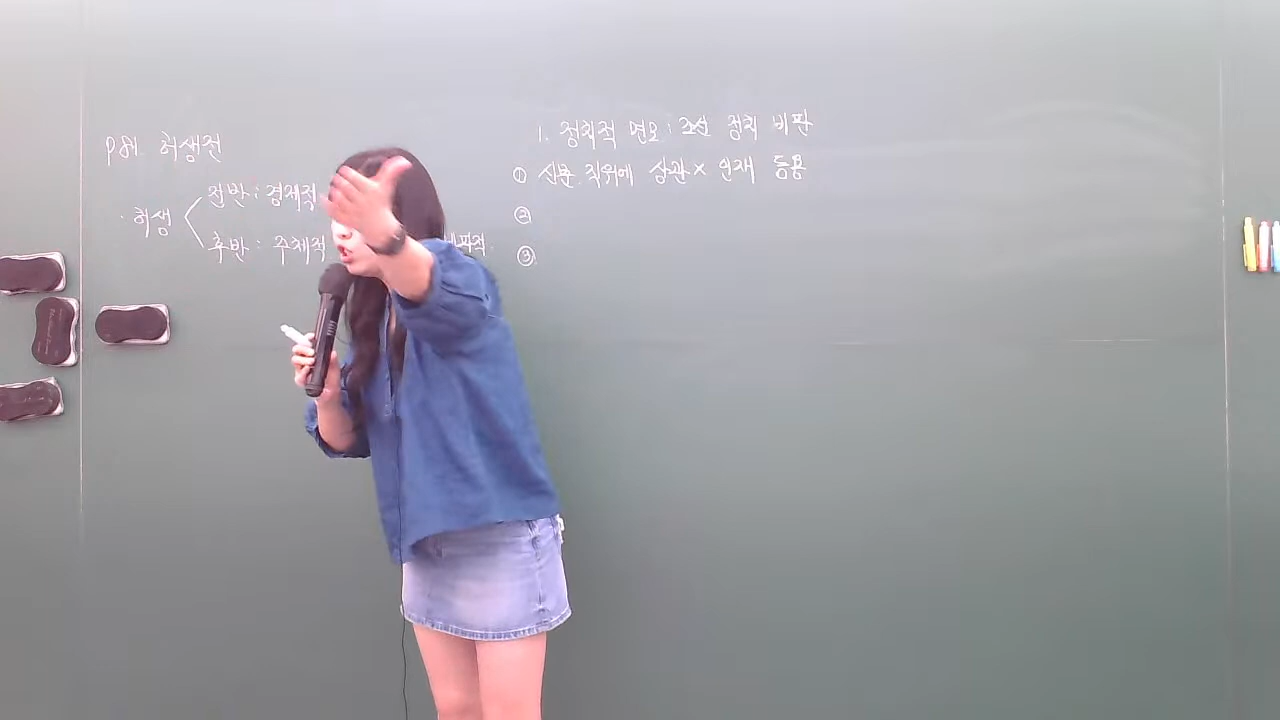 P81. 허생전
· 허생
전반 : 경제적
후반 : 주체적 비판적
1. 정치적 면모 : 조선 정치 비판
① 신분, 직위에 상관 × 인재 등용
②
③